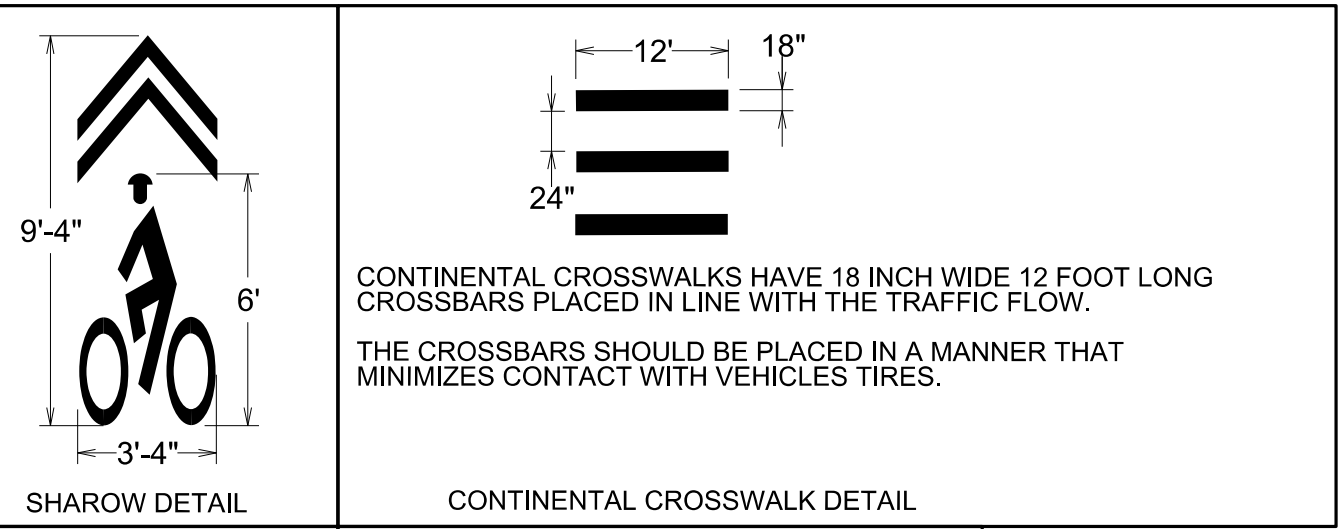 9'-4"
6'
3'-4"
SHAROW DETAIL
12'
18"
24"
CONTINENTAL CROSSWALKS HAVE 18 INCH WIDE 12 FOOT LONG
CROSSBARS PLACED IN LINE WITH THE TRAFFIC FLOW.
THE CROSSBARS SHOULD BE PLACED IN A MANNER THAT
MINIMIZES CONTACT WITH VEHICLES TIRES.
CONTINENTAL CROSSWALK DETAIL